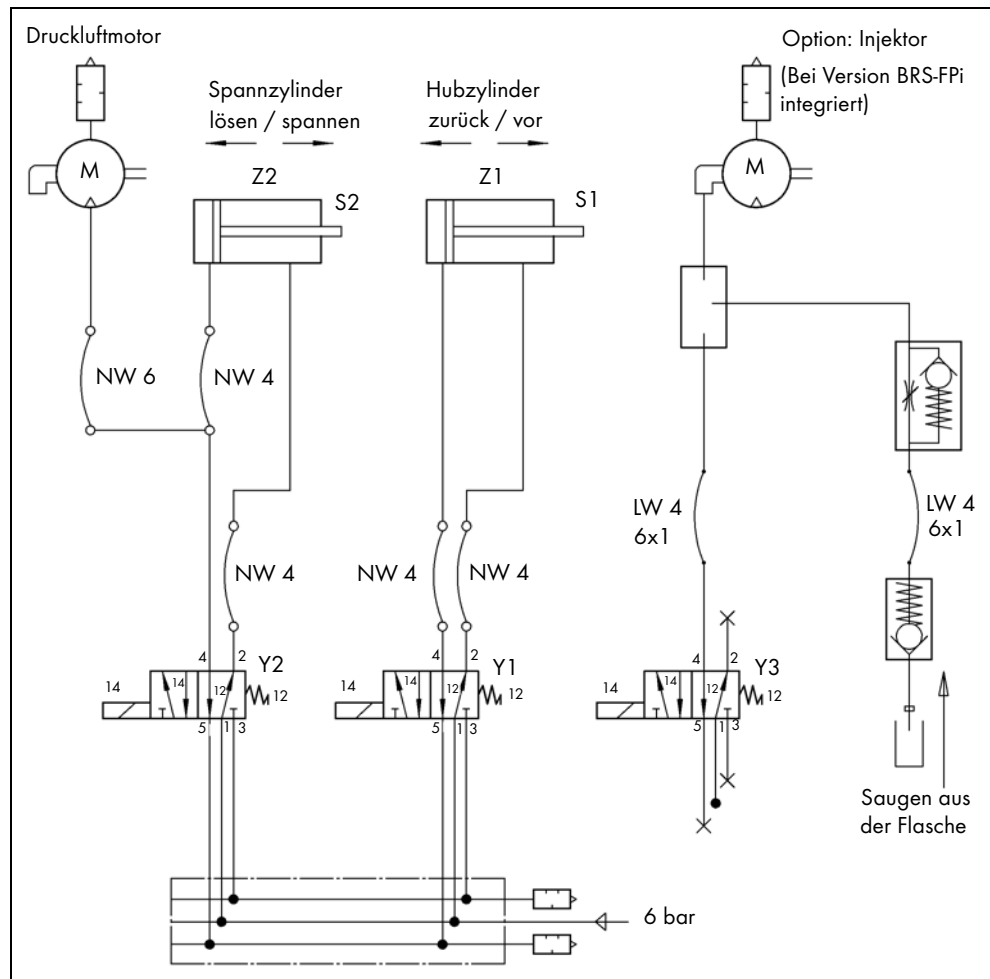 Druckluftmotor
Option: Injektor
(Bei Version BRS-FPi
integriert)
Spannzylinder
lösen / spannen
Hubzylinder
zurück / vor
M
M
Z2
S2
Z1
S1
NW 6
NW 4
NW 4
NW 4
NW 4
LW 4
6x1
LW 4
6x1
4
2
Y2
14
14
12
12
5
1
3
4
2
Y1
14
14
12
12
5
1
3
4
2
Y3
14
14
12
12
5
1
3
Saugen aus
der Flasche
6 bar